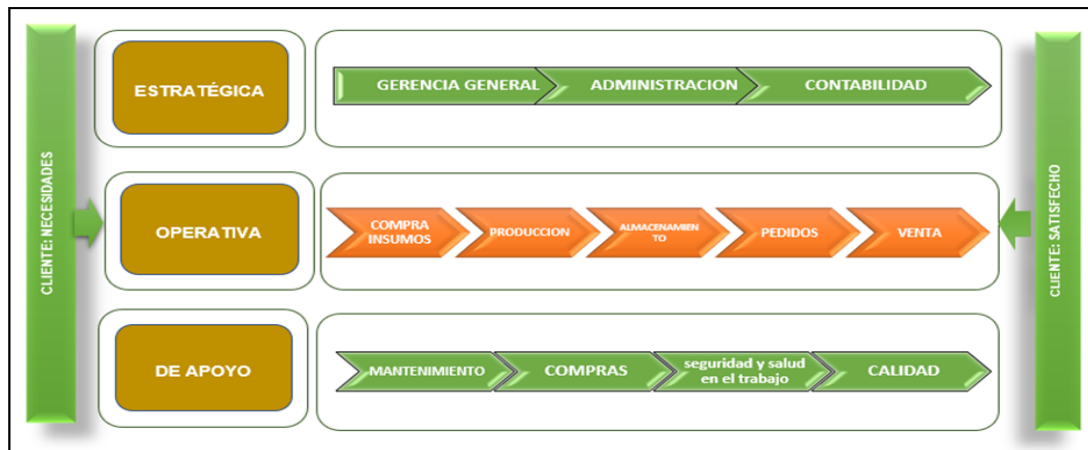 CLIENTE: NECESIDADES
ESTRATÉGICA
GERENCIA GENERAL
ADMINISTRACION
CONTABILIDAD
OPERATIVA
COMPRA
INSUMOS
PRODUCCION
ALMACENAMIEN
TO
PEDIDOS
VENTA
DE APOYO
MANTENIMIENTO
COMPRAS
seguridad y salud
en el trabajo
CALIDAD
CLIENTE: SATISFECHO